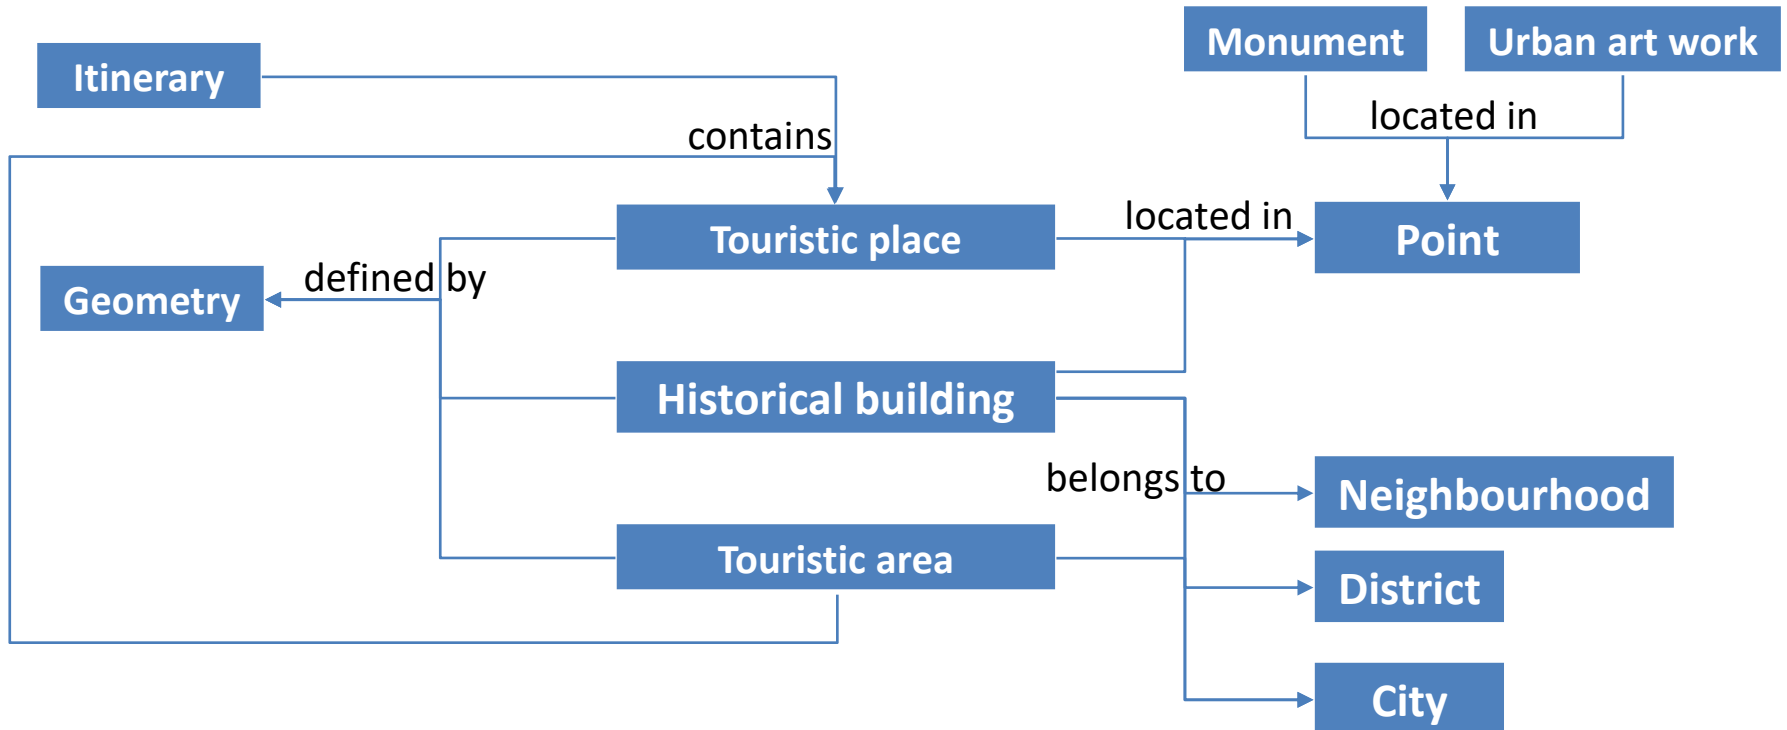 Monument
Urban art work
Itinerary
located in
contains
located in
Touristic place
Point
defined by
Geometry
Historical building
belongs to
Neighbourhood
Touristic area
District
City